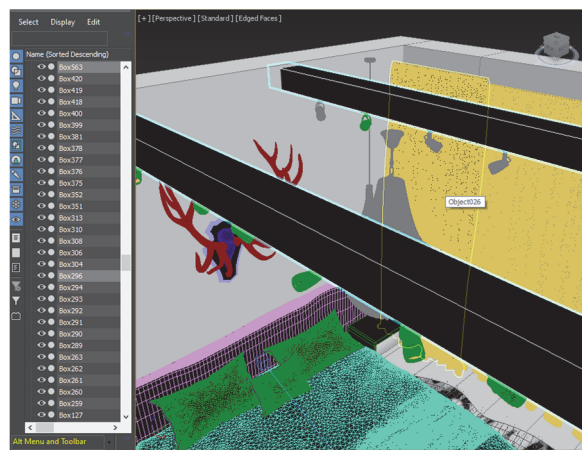 [+] [Perspective] [Standard] [Edged Faces]
Select Display Edit
Name (Sorted Descending)
Box563
Box420
Box419
Box418
Box400
Box399
Box381
Box378
Box377
Box376
Box375
Box352
Box351
Box313
Box310
Box308
Box306
Box304
Box296
Box294
Box293
Box292
Box291
Box290
Box289
Box263
Box262
Box261
Box260
Box259
Box127
Object026
Alt Menu and Toolbar